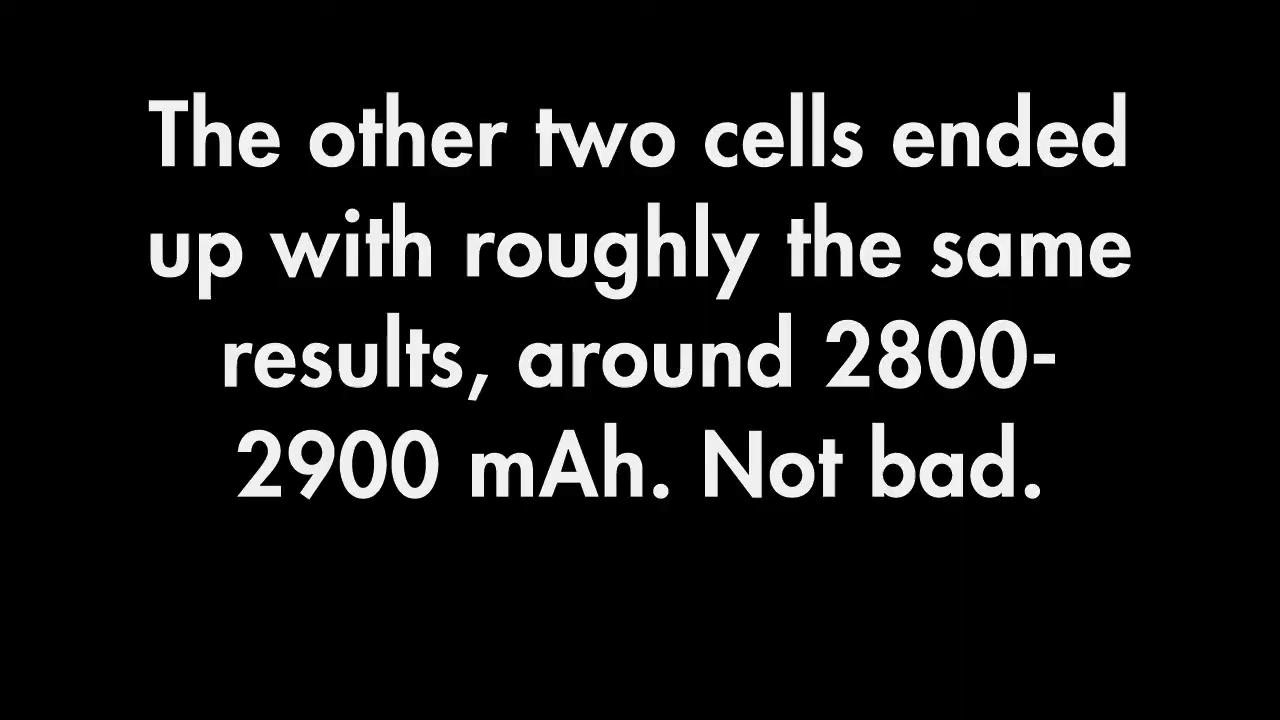 The other two cells ended
up with roughly the same
results, around 2800-
2900 mAh. Not bad.